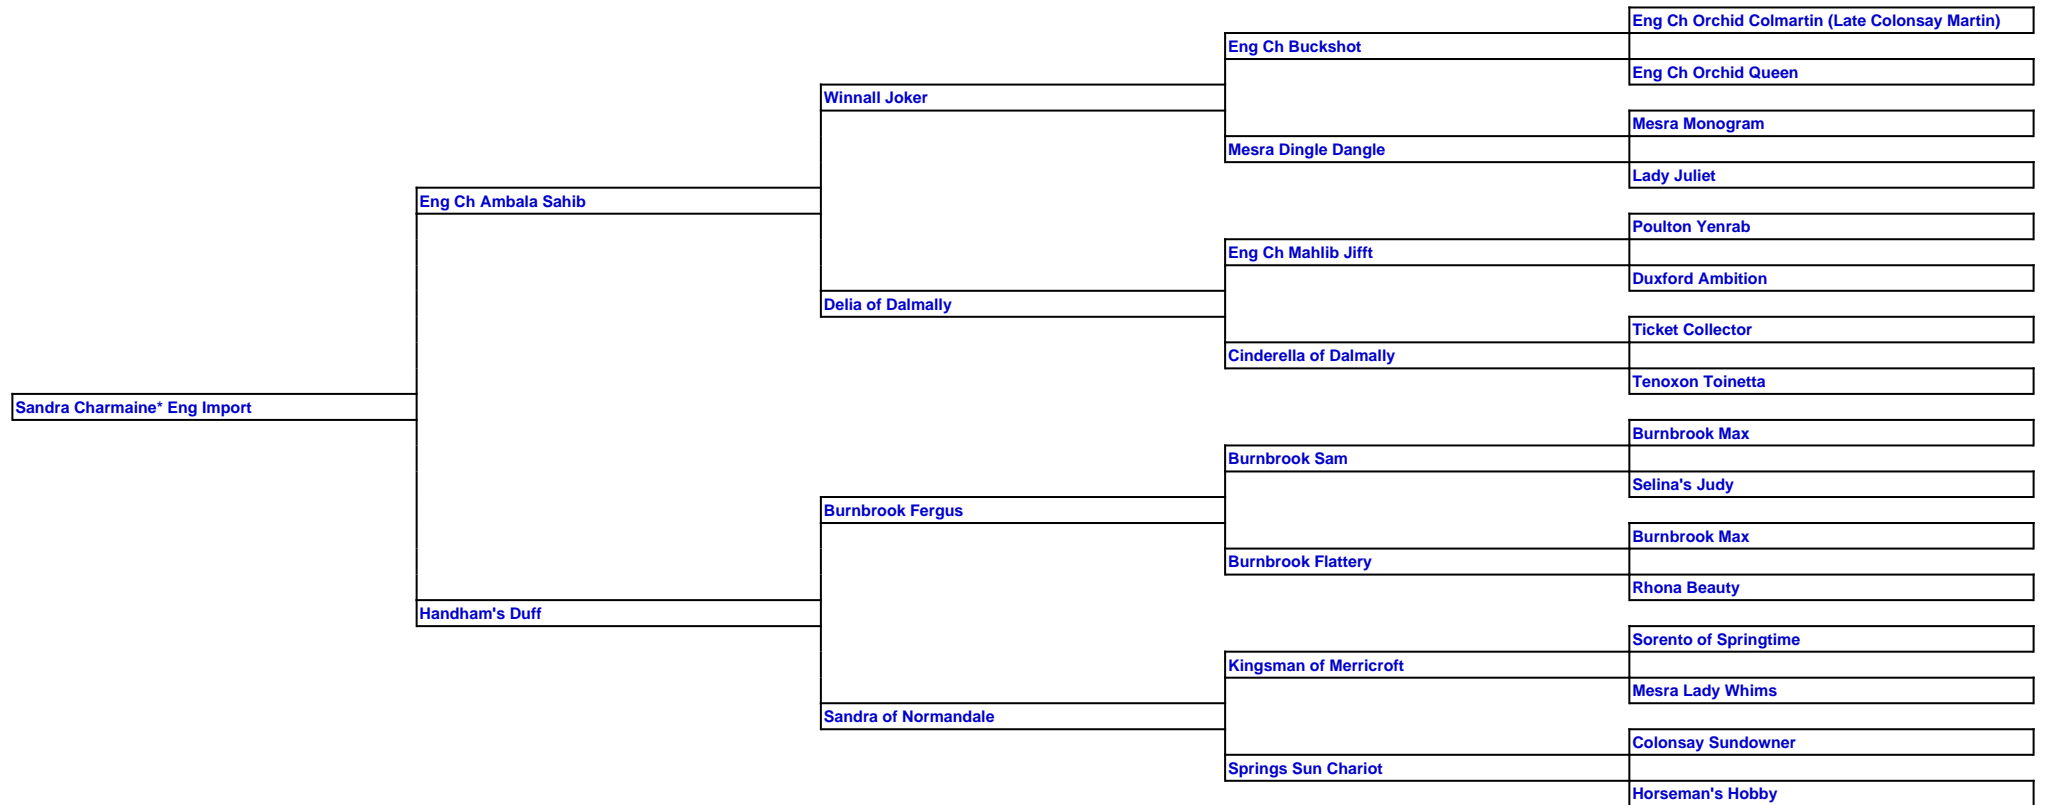 Eng Ch Orchid Colmartin (Late Colonsay Martin)
Eng Ch Buckshot
Eng Ch Orchid Queen
Winnall Joker
Mesra Monogram
Mesra Dingle Dangle
Lady Juliet
Eng Ch Ambala Sahib
Poulton Yenrab
Eng Ch Mahlib Jifft
Duxford Ambition
Delia of Dalmally
Ticket Collector
Cinderella of Dalmally
Tenoxon Toinetta
Sandra Charmaine* Eng Import
Burnbrook Max
Burnbrook Sam
Selina's Judy
Burnbrook Fergus
Burnbrook Max
Burnbrook Flattery
Rhona Beauty
Handham's Duff
Sorento of Springtime
Kingsman of Merricroft
Mesra Lady Whims
Sandra of Normandale
Colonsay Sundowner
Springs Sun Chariot
Horseman's Hobby